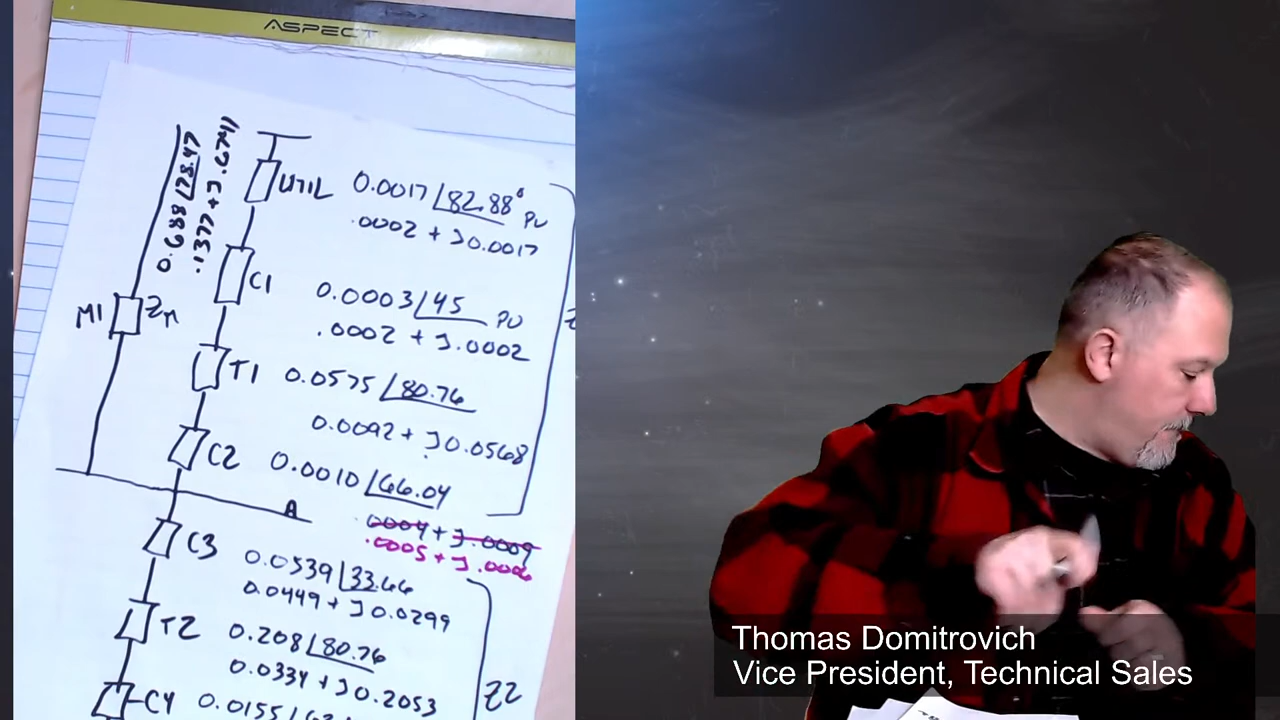 ASPECT
UTIL 0.0017 ∠82.88° PU
.0002 + J0.0017
C1 0.0003 ∠45 PU
.0002 + J.0002
T1 0.0575 ∠80.76
0.0092 + J0.0568
C2 0.0010 ∠66.04
.0004 + J.0009
.0005 + J.0006
A
M1 ZM
0.688 ∠78.47
C3 0.0539 ∠33.66
0.0449 + J0.0299
T2 0.208 ∠80.76
0.0334 + J0.2053
C4 0.0155
Z2
Thomas Domitrovich
Vice President, Technical Sales